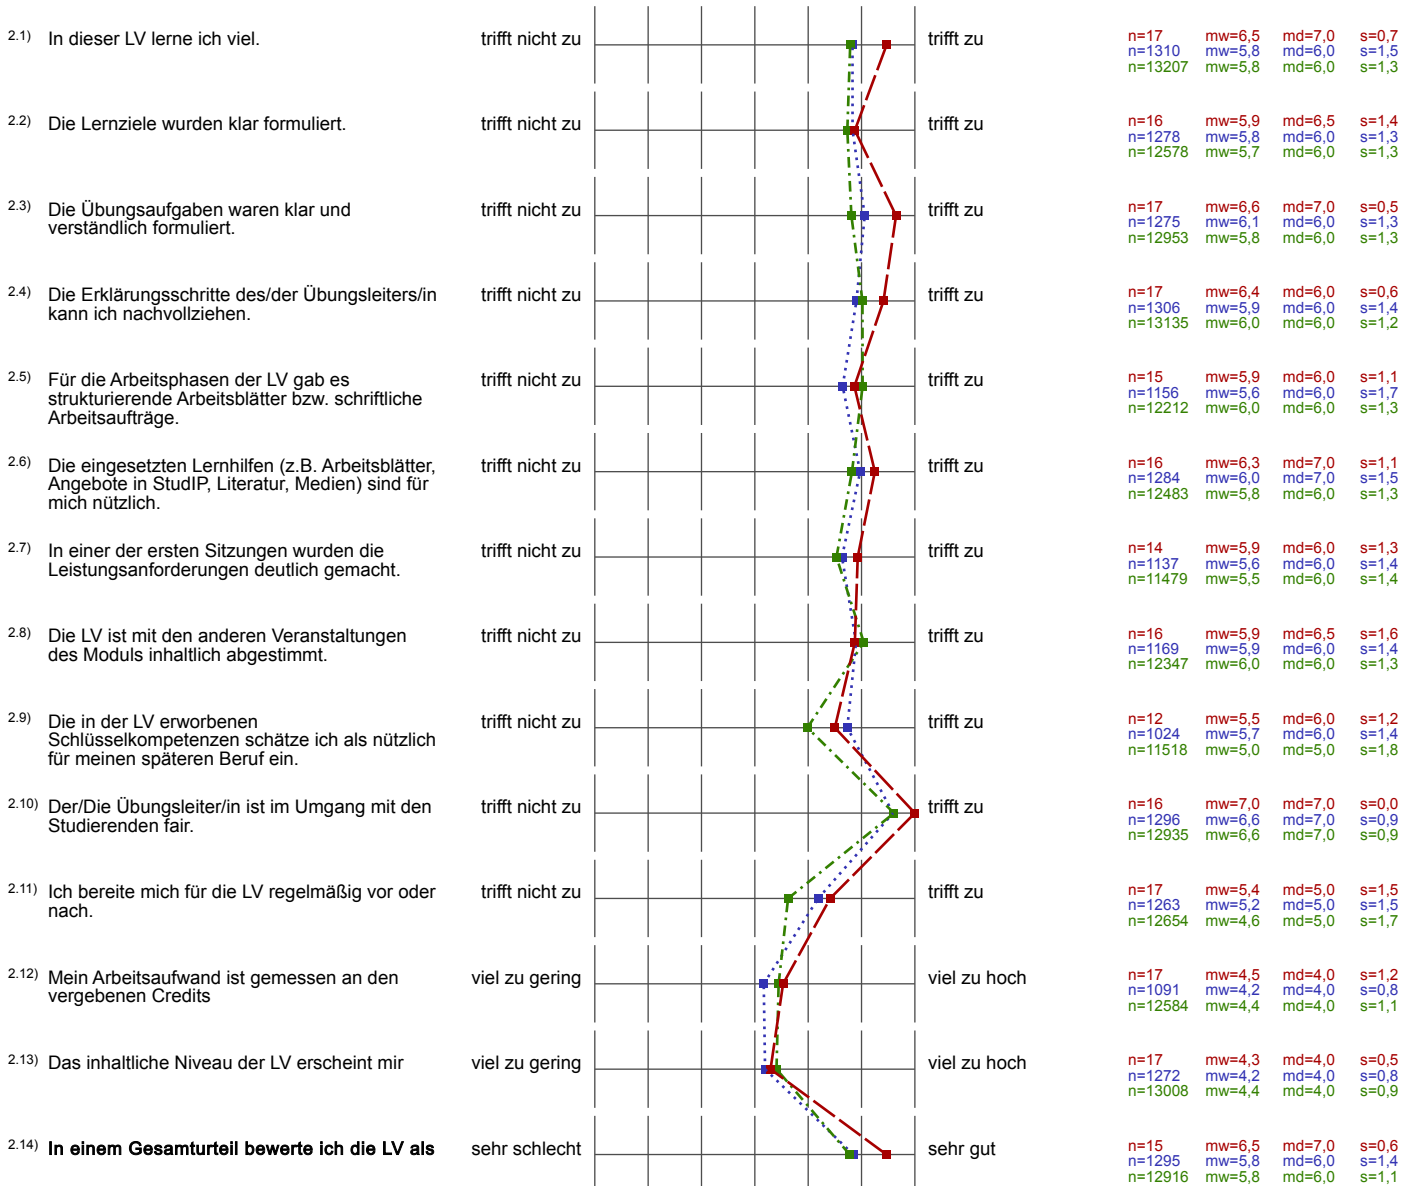 2.1) In dieser LV lerne ich viel. trifft nicht zu trifft zu n=17 mw=6,5 md=7,0 s=0,7
n=1310 mw=5,8 md=6,0 s=1,5
n=13207 mw=5,8 md=6,0 s=1,3
2.2) Die Lernziele wurden klar formuliert. trifft nicht zu trifft zu n=16 mw=5,9 md=6,5 s=1,4
n=1278 mw=5,8 md=6,0 s=1,3
n=12578 mw=5,7 md=6,0 s=1,3
2.3) Die Übungsaufgaben waren klar und trifft nicht zu trifft zu n=17 mw=6,6 md=7,0 s=0,5
verständlich formuliert. n=1275 mw=6,1 md=6,0 s=1,3
n=12953 mw=5,8 md=6,0 s=1,3
2.4) Die Erklärungsschritte des/der Übungsleiters/in trifft nicht zu trifft zu n=17 mw=6,4 md=6,0 s=0,6
kann ich nachvollziehen. n=1306 mw=5,9 md=6,0 s=1,4
n=13135 mw=6,0 md=6,0 s=1,2
2.5) Für die Arbeitsphasen der LV gab es trifft nicht zu trifft zu n=15 mw=5,9 md=6,0 s=1,1
strukturierende Arbeitsblätter bzw. schriftliche n=1156 mw=5,6 md=6,0 s=1,7
Arbeitsaufträge. n=12212 mw=6,0 md=6,0 s=1,3
2.6) Die eingesetzten Lernhilfen (z.B. Arbeitsblätter, trifft nicht zu trifft zu n=16 mw=6,3 md=7,0 s=1,1
Angebote in StudIP, Literatur, Medien) sind für n=1284 mw=6,0 md=7,0 s=1,5
mich nützlich. n=12483 mw=5,8 md=6,0 s=1,3
2.7) In einer der ersten Sitzungen wurden die trifft nicht zu trifft zu n=14 mw=5,9 md=6,0 s=1,3
Leistungsanforderungen deutlich gemacht. n=1137 mw=5,6 md=6,0 s=1,4
n=11479 mw=5,5 md=6,0 s=1,4
2.8) Die LV ist mit den anderen Veranstaltungen trifft nicht zu trifft zu n=16 mw=5,9 md=6,5 s=1,6
des Moduls inhaltlich abgestimmt. n=1169 mw=5,9 md=6,0 s=1,4
n=12347 mw=6,0 md=6,0 s=1,3
2.9) Die in der LV erworbenen trifft nicht zu trifft zu n=12 mw=5,5 md=6,0 s=1,2
Schlüsselkompetenzen schätze ich als nützlich n=1024 mw=5,7 md=6,0 s=1,4
für meinen späteren Beruf ein. n=11518 mw=5,0 md=5,0 s=1,8
2.10) Der/Die Übungsleiter/in ist im Umgang mit den trifft nicht zu trifft zu n=16 mw=7,0 md=7,0 s=0,0
Studierenden fair. n=1296 mw=6,6 md=7,0 s=0,9
n=12935 mw=6,6 md=7,0 s=0,9
2.11) Ich bereite mich für die LV regelmäßig vor oder trifft nicht zu trifft zu n=17 mw=5,4 md=5,0 s=1,5
nach. n=1263 mw=5,2 md=5,0 s=1,5
n=12654 mw=4,6 md=5,0 s=1,7
2.12) Mein Arbeitsaufwand ist gemessen an den viel zu gering viel zu hoch n=17 mw=4,5 md=4,0 s=1,2
vergebenen Credits n=1091 mw=4,2 md=4,0 s=0,8
n=12584 mw=4,4 md=4,0 s=1,1
2.13) Das inhaltliche Niveau der LV erscheint mir viel zu gering viel zu hoch n=17 mw=4,3 md=4,0 s=0,5
n=1272 mw=4,2 md=4,0 s=0,8
n=13008 mw=4,4 md=4,0 s=0,9
2.14) In einem Gesamturteil bewerte ich die LV als sehr schlecht sehr gut n=15 mw=6,5 md=7,0 s=0,6
n=1295 mw=5,8 md=6,0 s=1,4
n=12916 mw=5,8 md=6,0 s=1,1